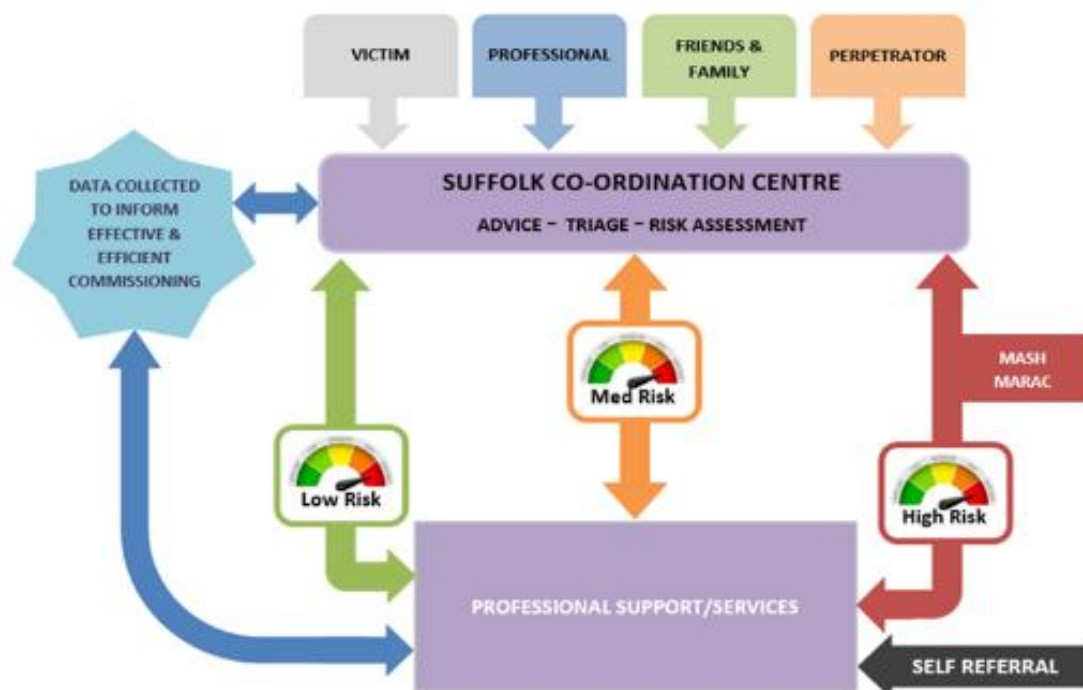 VICTIM
PROFESSIONAL
FRIENDS &
FAMILY
PERPETRATOR
DATA COLLECTED
TO INFORM
EFFECTIVE &
EFFICIENT
COMMISSIONING
SUFFOLK CO-ORDINATION CENTRE
ADVICE – TRIAGE – RISK ASSESSMENT
Med Risk
MASH
MARAC
Low Risk
High Risk
PROFESSIONAL SUPPORT/SERVICES
SELF REFERRAL